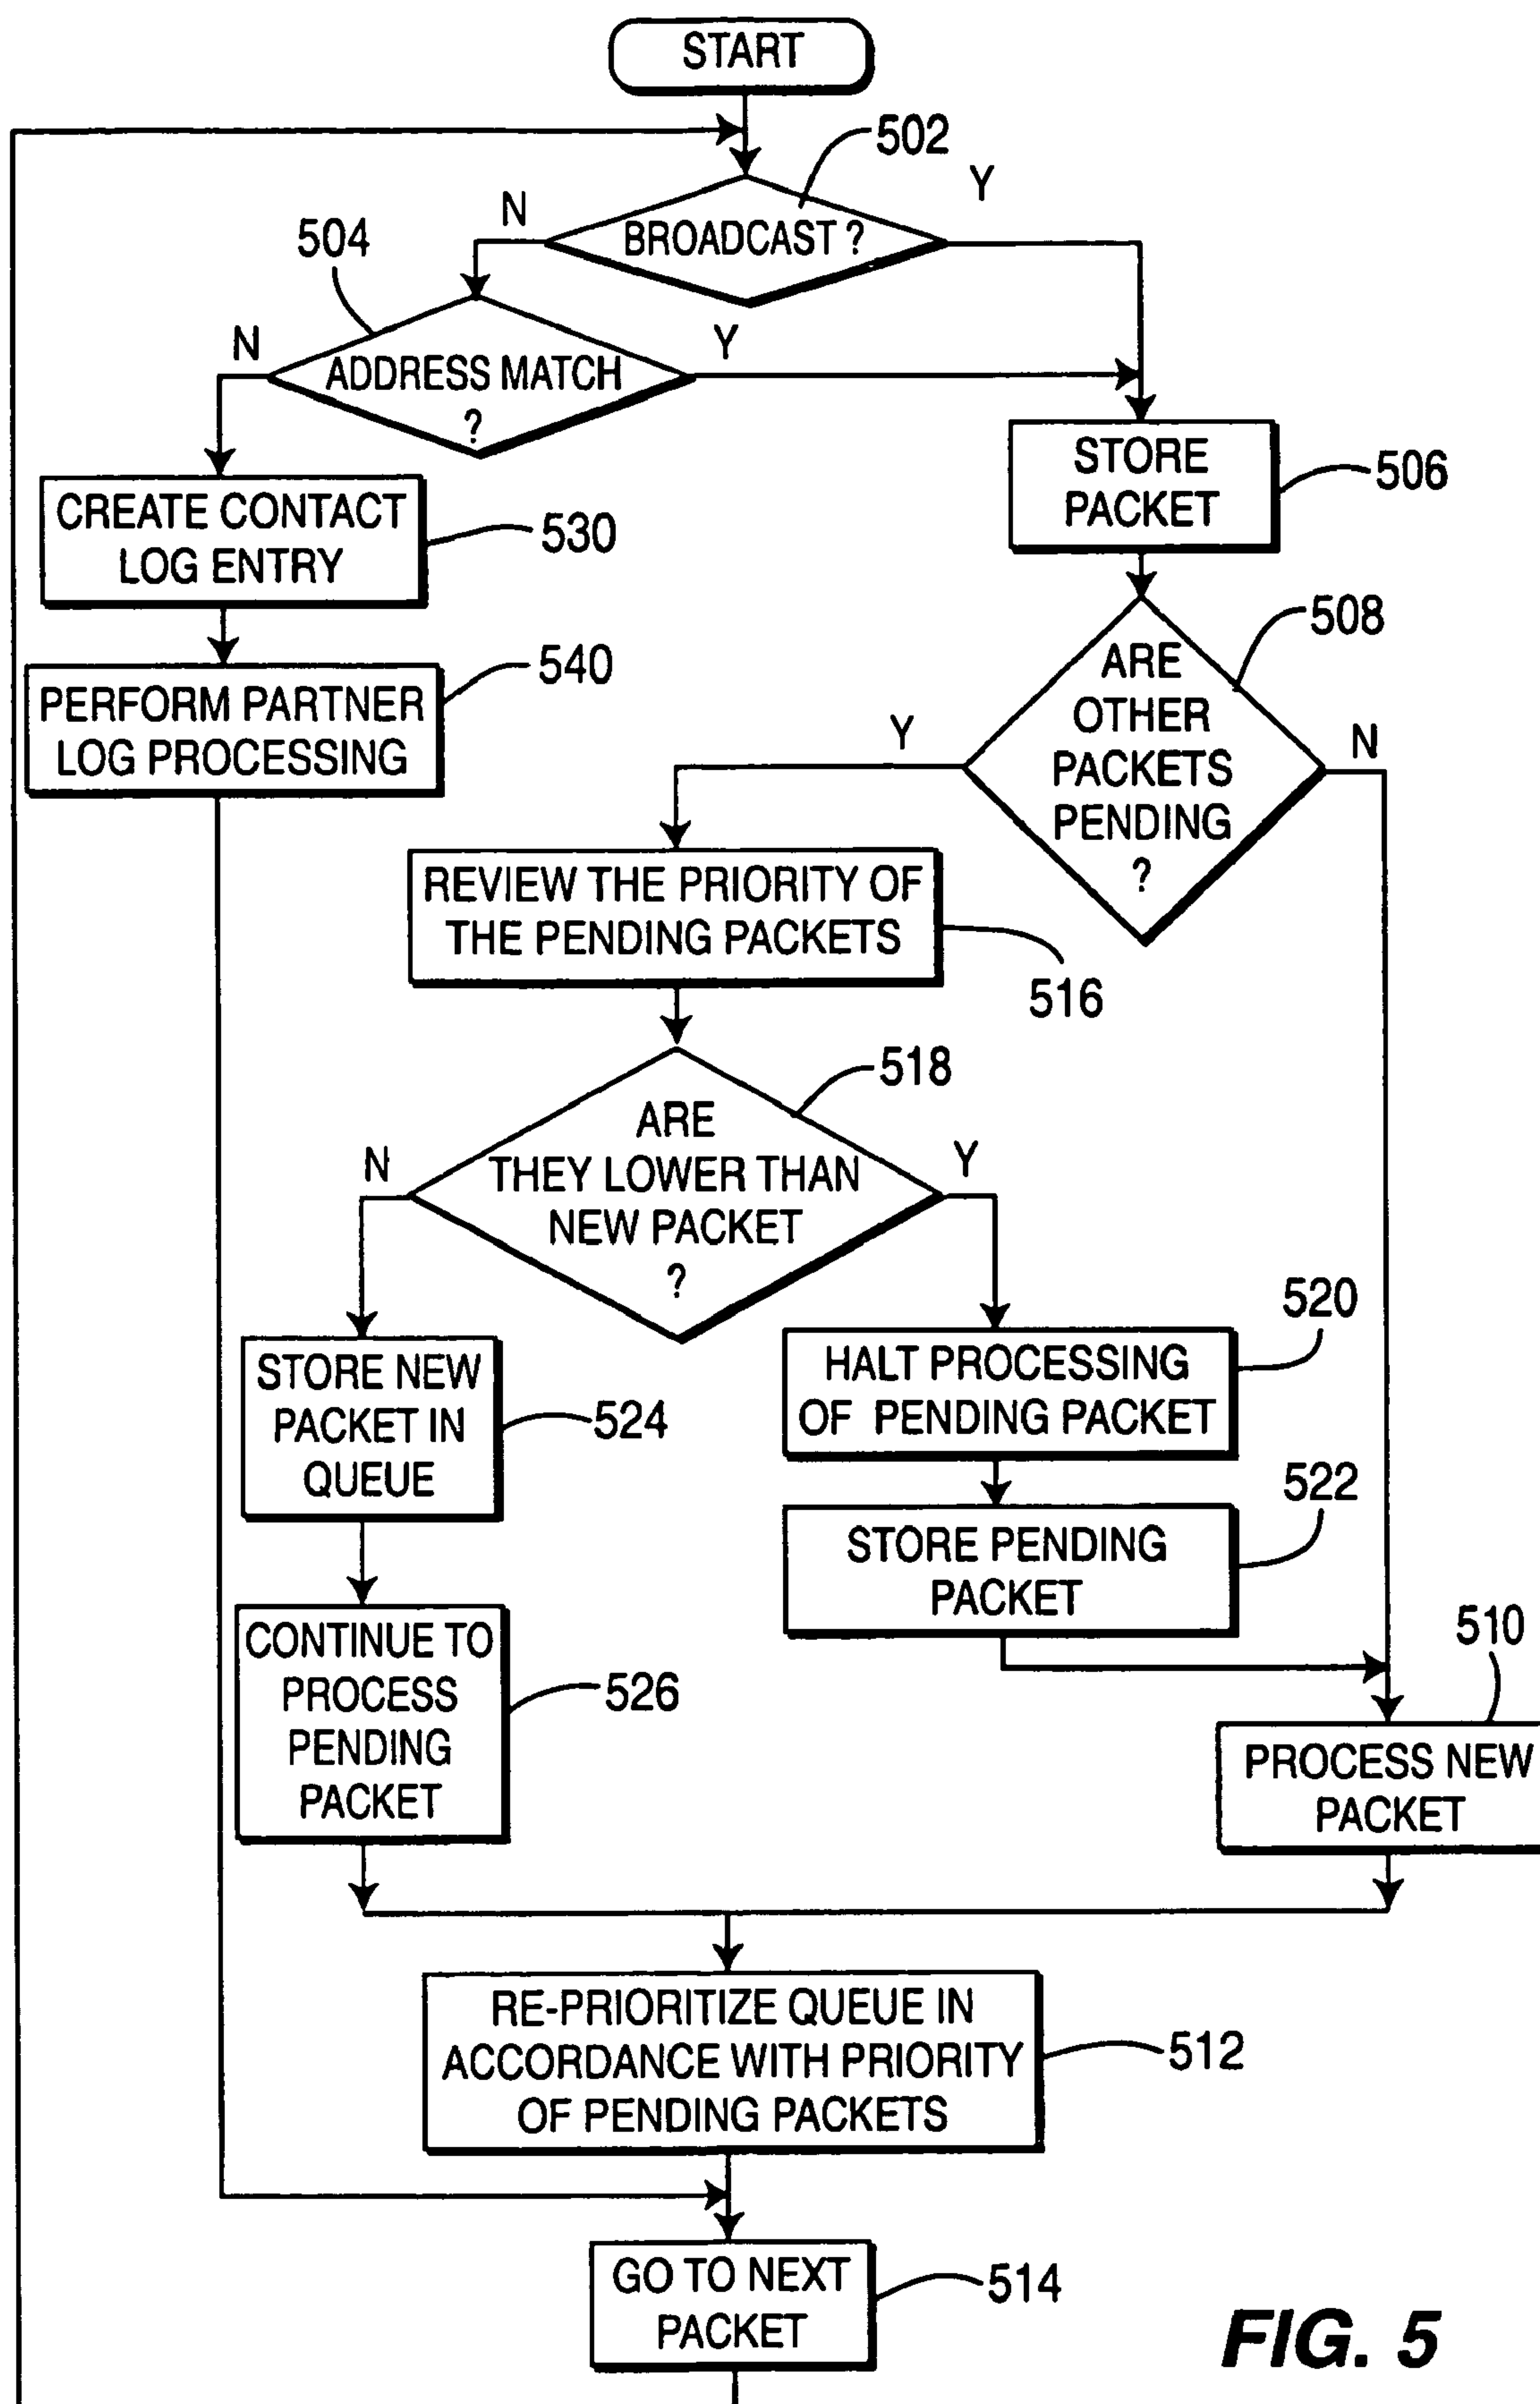 START
502
Y
N
BROADCAST ?
504
N
Y
ADDRESS MATCH
?
STORE
PACKET
506
CREATE CONTACT
LOG ENTRY
530
508
ARE
OTHER
PACKETS
PENDING
?
Y
N
540
PERFORM PARTNER
LOG PROCESSING
REVIEW THE PRIORITY OF
THE PENDING PACKETS
516
518
ARE
THEY LOWER THAN
NEW PACKET
?
N
Y
520
HALT PROCESSING
OF PENDING PACKET
STORE NEW
PACKET IN
QUEUE
524
522
STORE PENDING
PACKET
CONTINUE TO
PROCESS
PENDING
PACKET
526
510
PROCESS NEW
PACKET
RE-PRIORITIZE QUEUE IN
ACCORDANCE WITH PRIORITY
OF PENDING PACKETS
512
GO TO NEXT
PACKET
514
FIG. 5